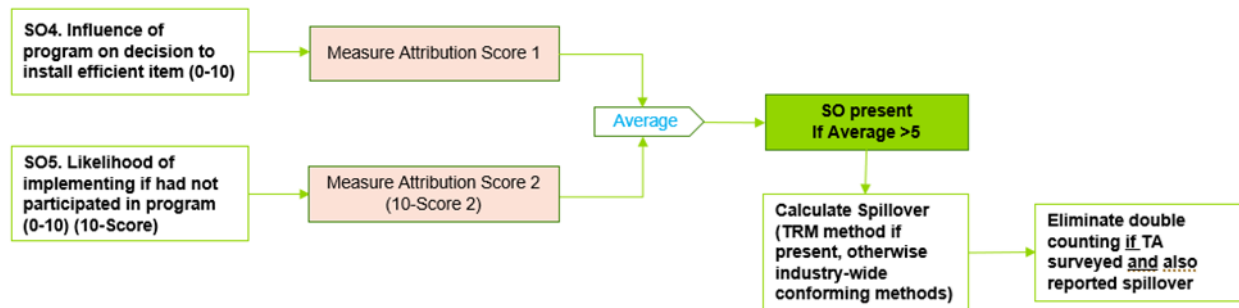 SO4. Influence of
program on decision to
install efficient item (0-10)
Measure Attribution Score 1
Average
SO present
If Average >5
SO5. Likelihood of
implementing if had not
participated in program
(0-10) (10-Score)
Measure Attribution Score 2
(10-Score 2)
Calculate Spillover
(TRM method if
present, otherwise
industry-wide
conforming methods)
Eliminate double
counting if TA
surveyed and also
reported spillover